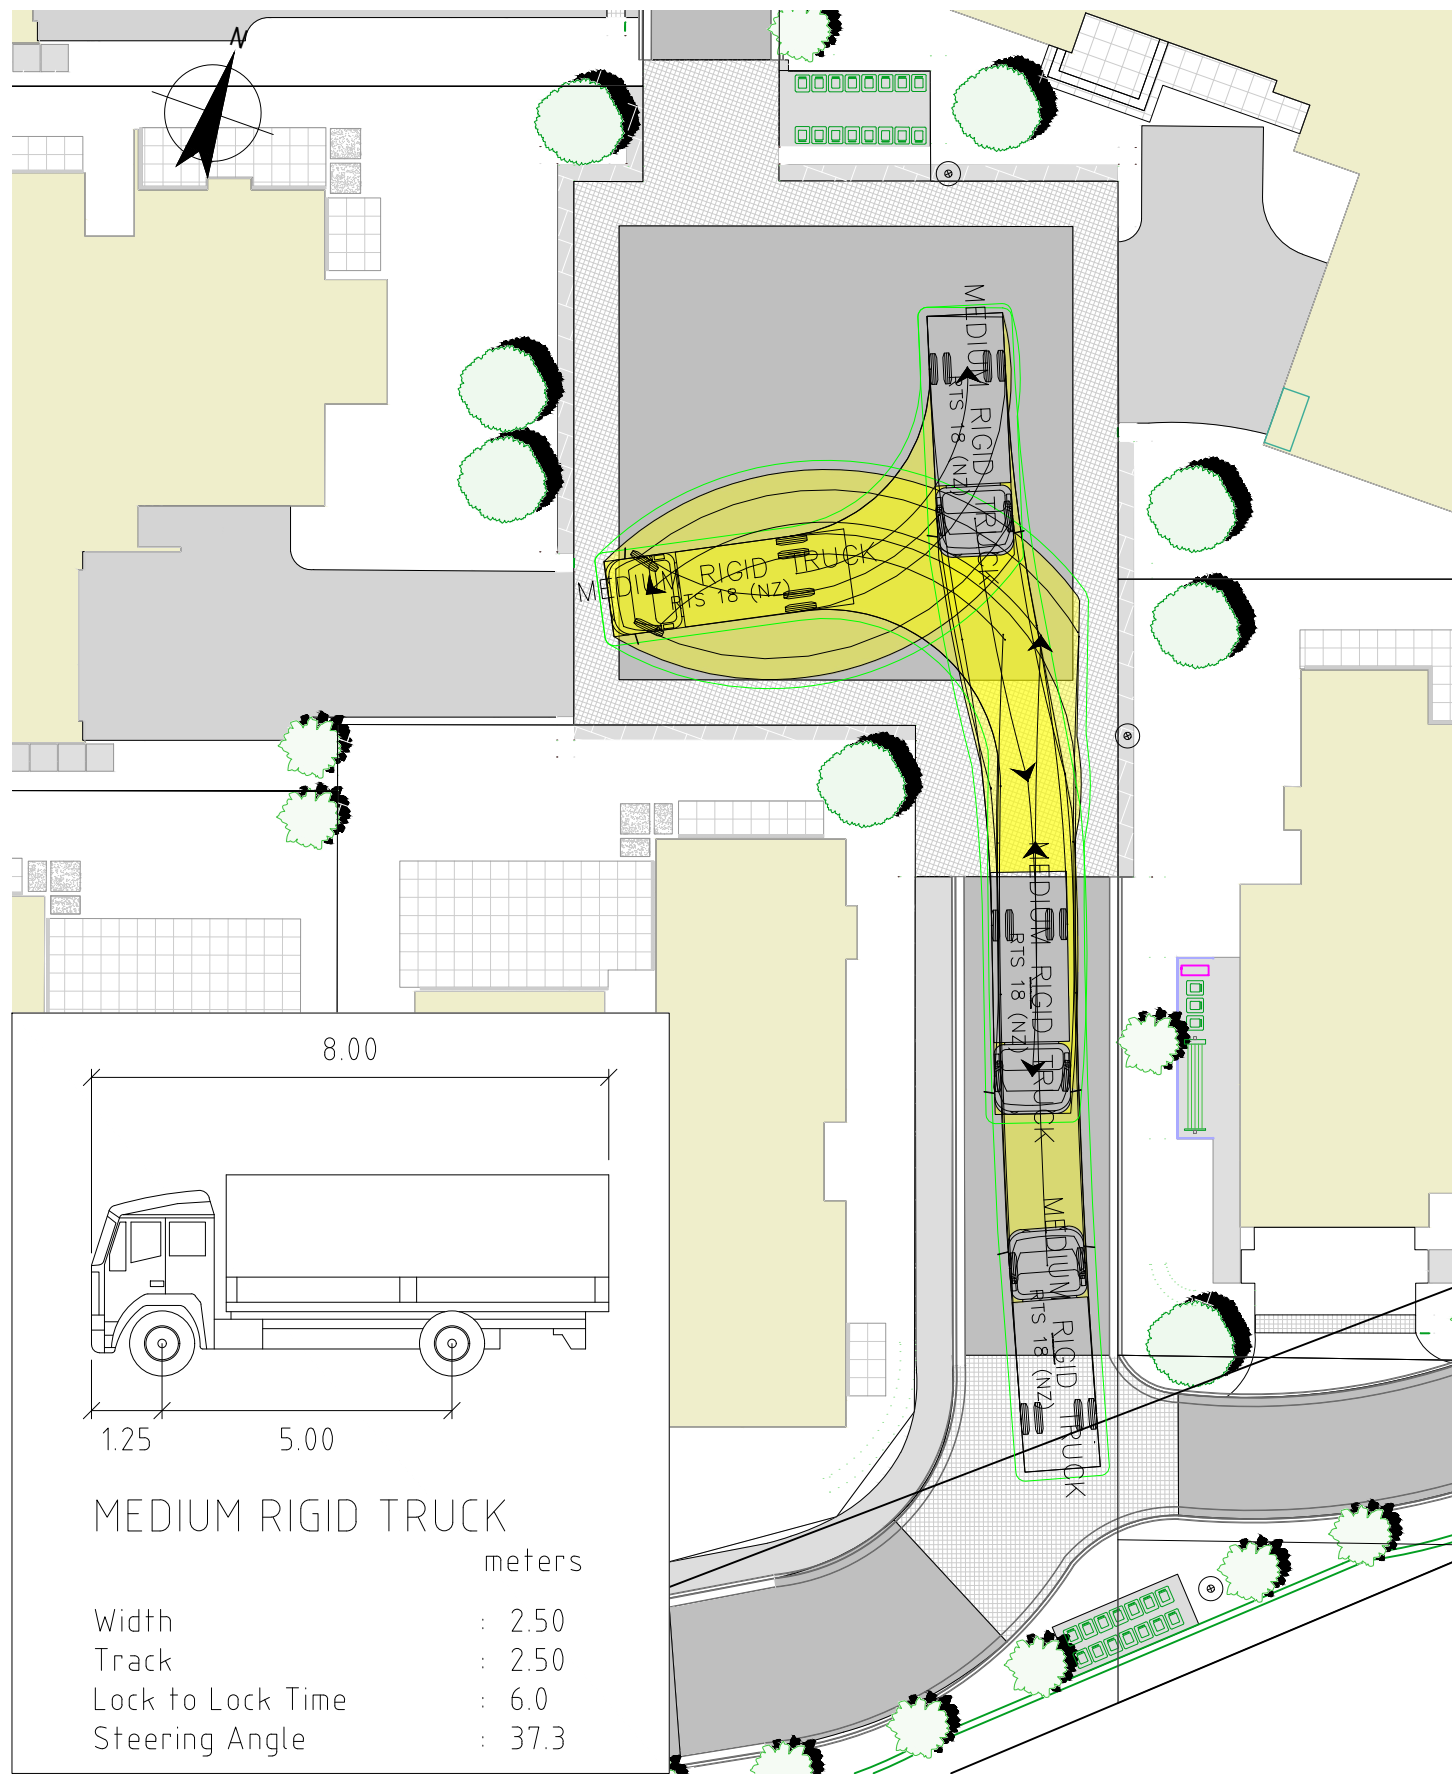 N
MEDIUM RIGID TRUCK
RTS 18 (NZ)
MEDIUM RIGID TRUCK
RTS 18 (NZ)
MEDIUM RIGID TRUCK
RTS 18 (NZ)
MEDIUM RIGID TRUCK
RTS 18 (NZ)
8.00
1.25 5.00
MEDIUM RIGID TRUCK
meters
Width : 2.50
Track : 2.50
Lock to Lock Time : 6.0
Steering Angle : 37.3